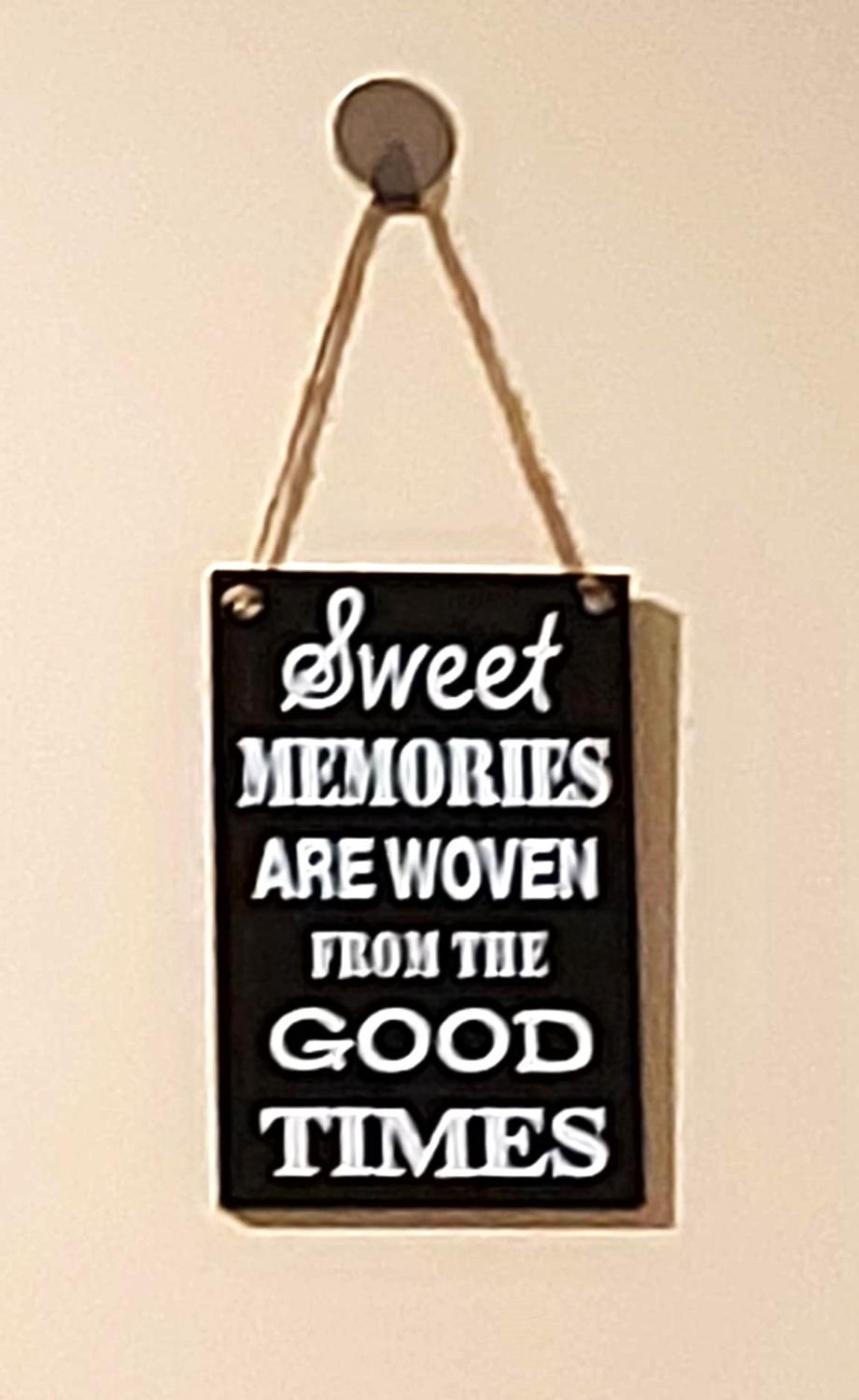 Sweet
MEMORIES
ARE WOVEN
FROM THE
GOOD
TIMES